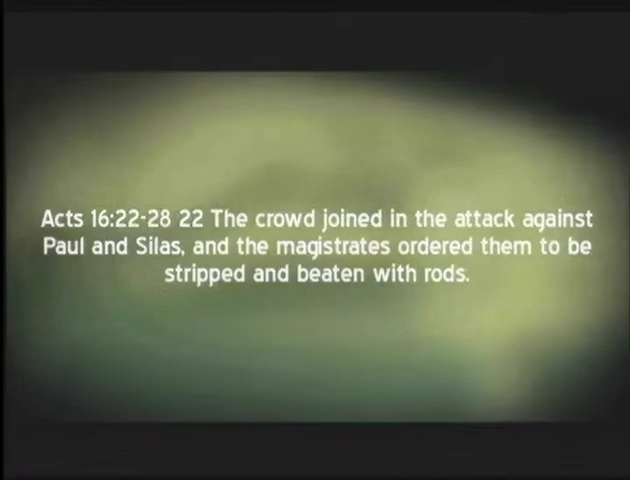 Acts 16:22-28 22 The crowd joined in the attack against
Paul and Silas, and the magistrates ordered them to be
stripped and beaten with rods.